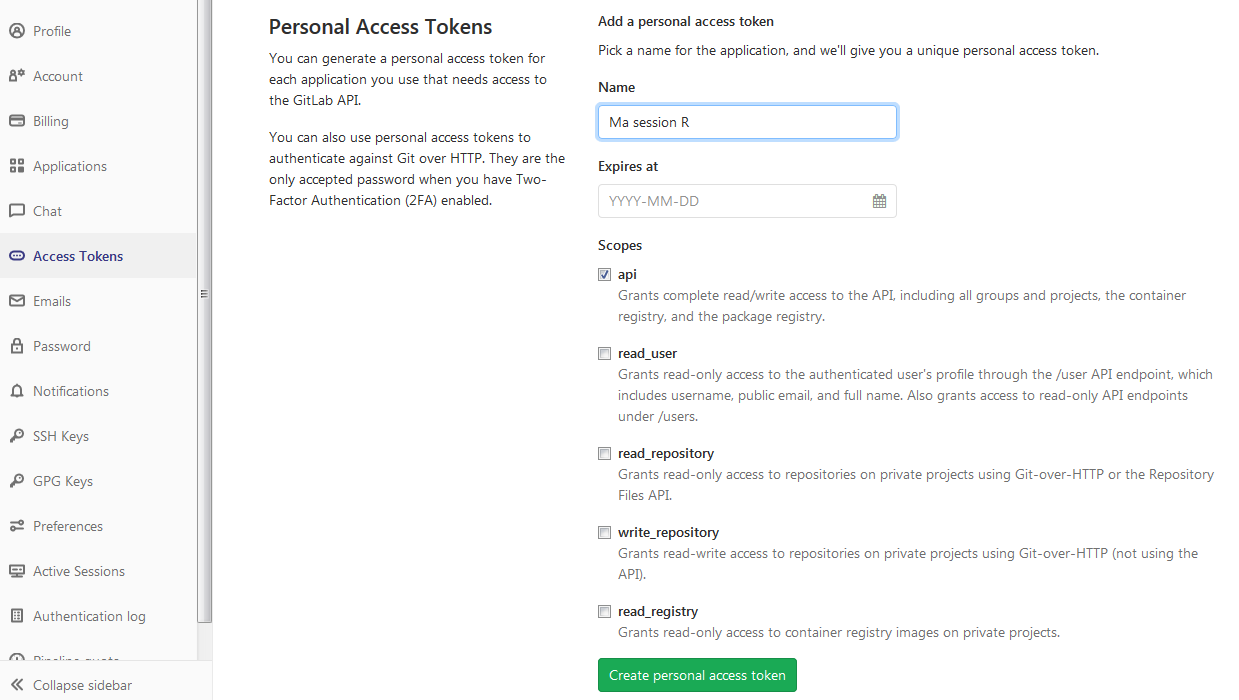 Profile
Account
Billing
Applications
Chat
Access Tokens
Emails
Password
Notifications
SSH Keys
GPG Keys
Preferences
Active Sessions
Authentication log
Pipeline quota
Collapse sidebar
Personal Access Tokens
You can generate a personal access token for
each application you use that needs access to
the GitLab API.
You can also use personal access tokens to
authenticate against Git over HTTP. They are the
only accepted password when you have Two-
Factor Authentication (2FA) enabled.
Add a personal access token
Pick a name for the application, and we'll give you a unique personal access token.
Name
Ma session R
Expires at
YYYY-MM-DD
Scopes
api
Grants complete read/write access to the API, including all groups and projects, the container
registry, and the package registry.
read_user
Grants read-only access to the authenticated user's profile through the /user API endpoint, which
includes username, public email, and full name. Also grants access to read-only API endpoints
under /users.
read_repository
Grants read-only access to repositories on private projects using Git-over-HTTP or the Repository
Files API.
write_repository
Grants read-write access to repositories on private projects using Git-over-HTTP (not using the
API).
read_registry
Grants read-only access to container registry images on private projects.
Create personal access token